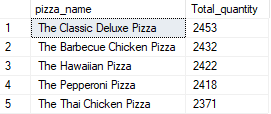 pizza_name Total_quantity
1 The Classic Deluxe Pizza 2453
2 The Barbecue Chicken Pizza 2432
3 The Hawaiian Pizza 2422
4 The Pepperoni Pizza 2418
5 The Thai Chicken Pizza 2371